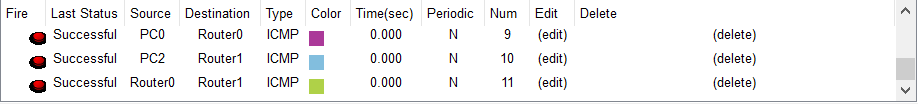 Fire Last Status Source Destination Type Color Time(sec) Periodic Num Edit Delete
Successful PC0 Router0 ICMP 0.000 N 9 (edit) (delete)
Successful PC2 Router1 ICMP 0.000 N 10 (edit) (delete)
Successful Router0 Router1 ICMP 0.000 N 11 (edit) (delete)